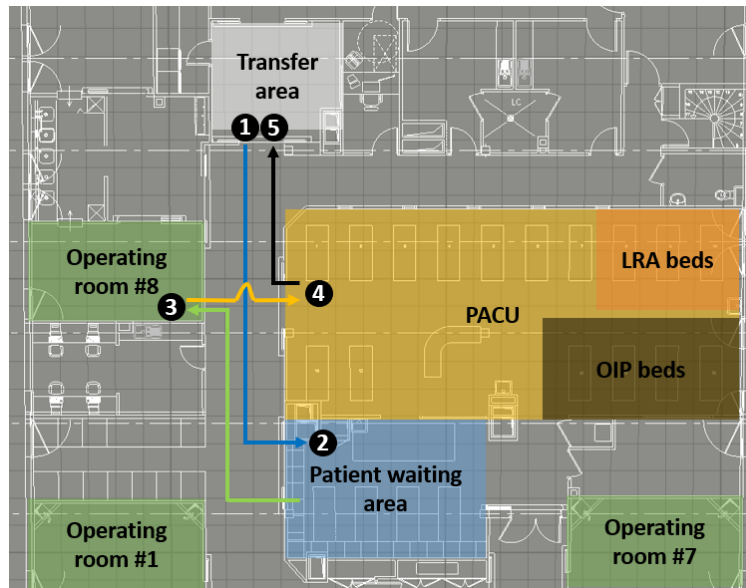 Transfer
area
1 5
LC
Operating
room #8
3
4
LRA beds
PACU
OIP beds
2
Patient waiting
area
Operating
room #1
Operating
room #7